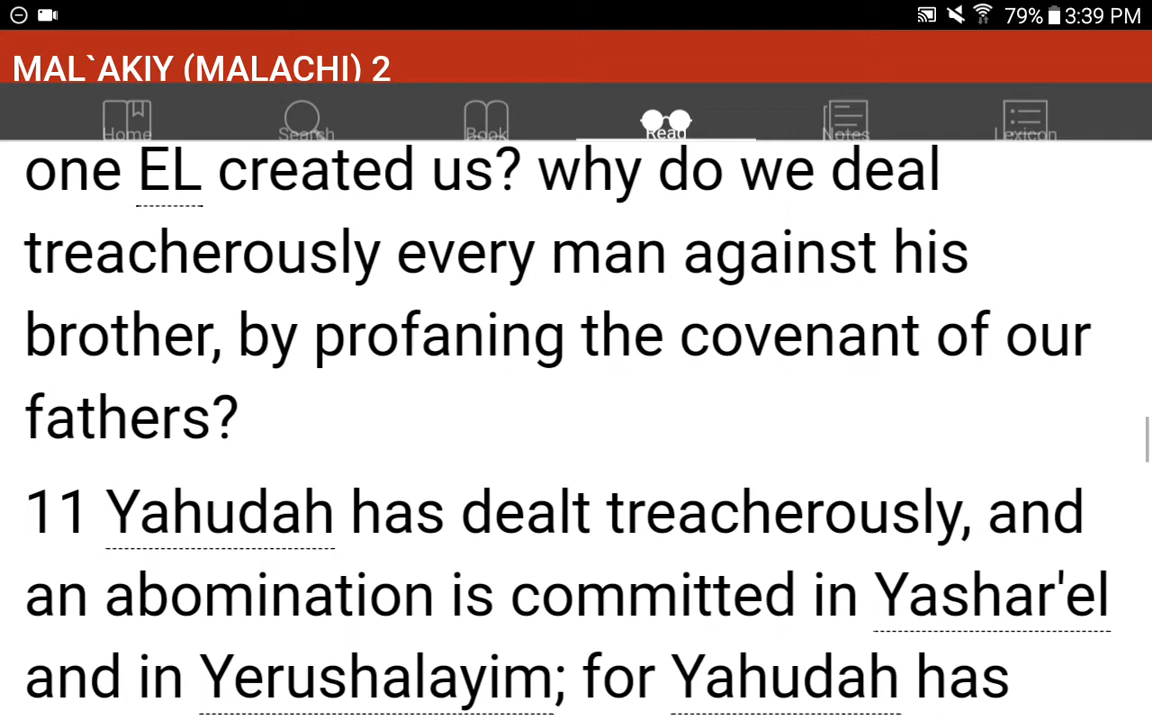 79% 3:39 PM
MAL`AKIY (MALACHI) 2
Home Search Book Read Notes Lexicon
one EL created us? why do we deal
treacherously every man against his
brother, by profaning the covenant of our
fathers?
11 Yahudah has dealt treacherously, and
an abomination is committed in Yashar'el
and in Yerushalayim; for Yahudah has